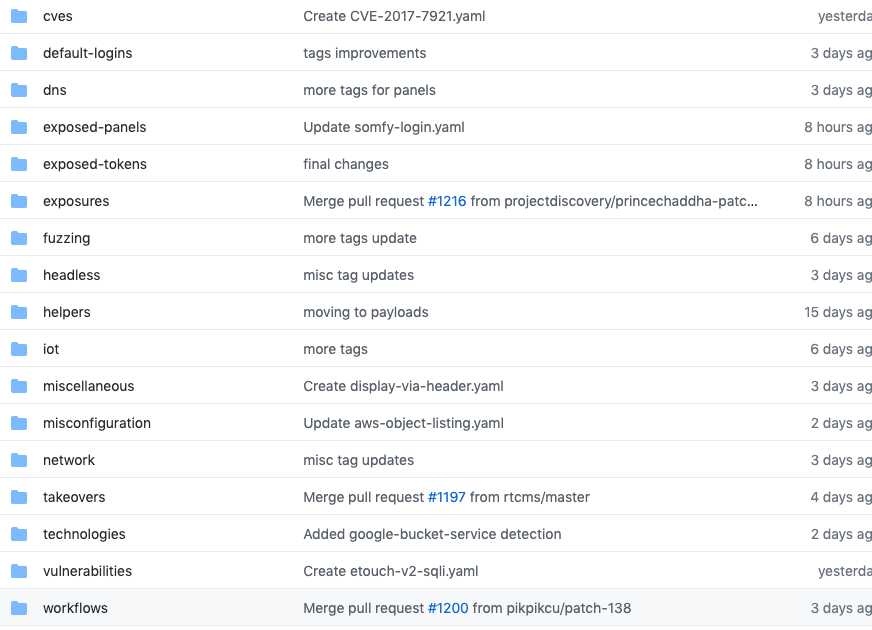 cves Create CVE-2017-7921.yaml yesterda
default-logins tags improvements 3 days ag
dns more tags for panels 3 days ag
exposed-panels Update somfy-login.yaml 8 hours ag
exposed-tokens final changes 8 hours ag
exposures Merge pull request #1216 from projectdiscovery/princechaddha-patc... 8 hours ag
fuzzing more tags update 6 days ag
headless misc tag updates 3 days ag
helpers moving to payloads 15 days ag
iot more tags 6 days ag
miscellaneous Create display-via-header.yaml 3 days ag
misconfiguration Update aws-object-listing.yaml 2 days ag
network misc tag updates 3 days ag
takeovers Merge pull request #1197 from rtcms/master 4 days ag
technologies Added google-bucket-service detection 2 days ag
vulnerabilities Create etouch-v2-sqli.yaml yesterda
workflows Merge pull request #1200 from pikpikcu/patch-138 3 days ag